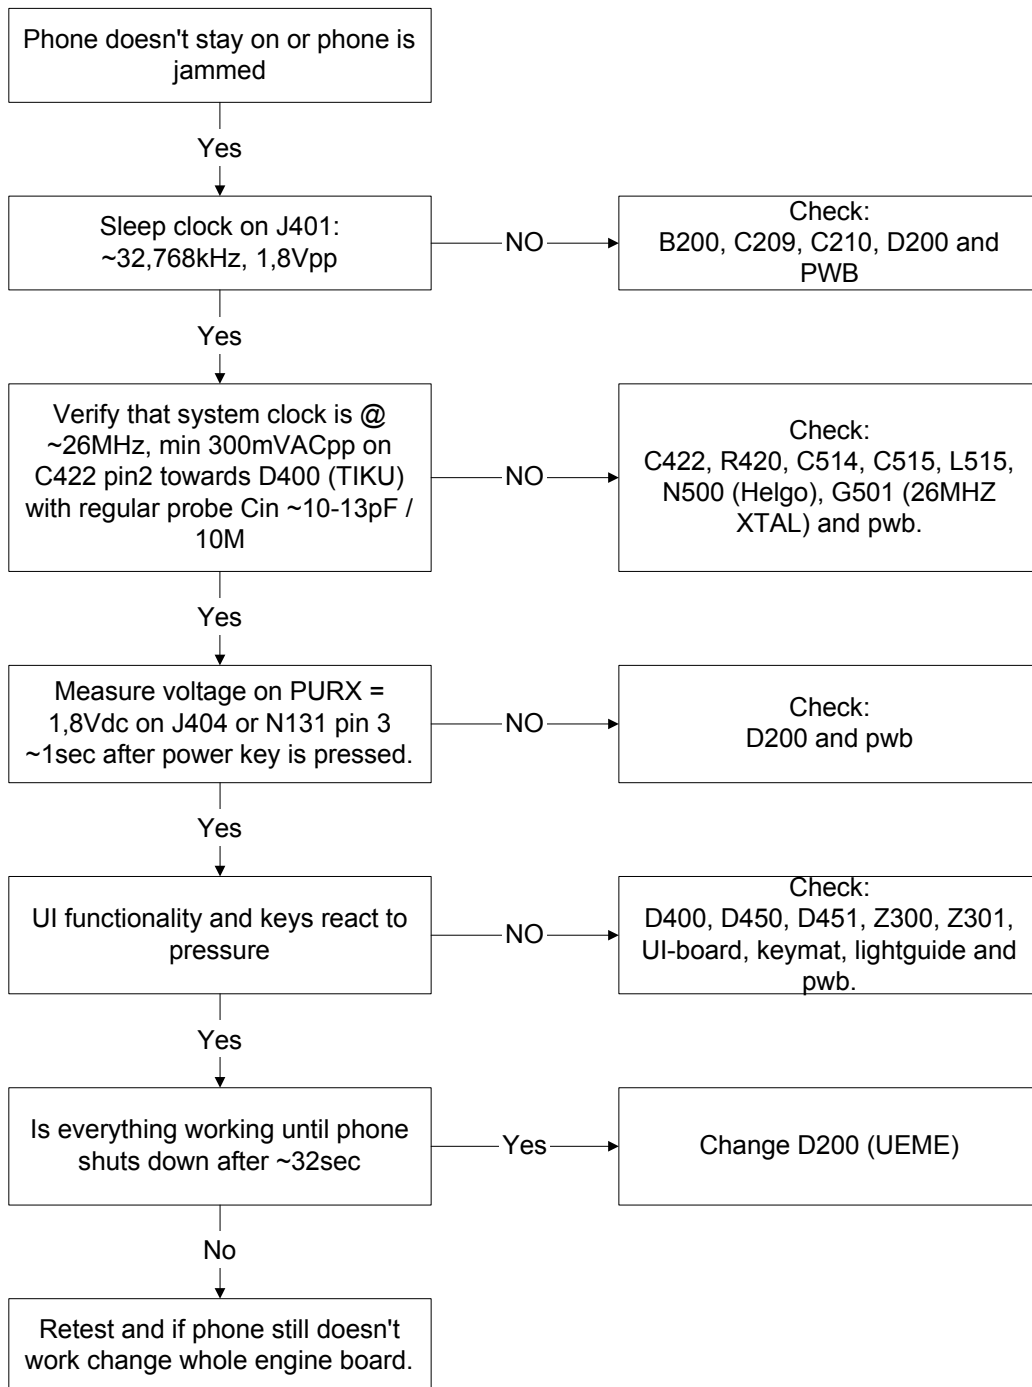 Phone doesn't stay on or phone is
jammed
Yes
Sleep clock on J401:
~32,768kHz, 1,8Vpp
NO
Check:
B200, C209, C210, D200 and
PWB
Yes
Verify that system clock is @
~26MHz, min 300mVACpp on
C422 pin2 towards D400 (TIKU)
with regular probe Cin ~10-13pF /
10M
NO
Check:
C422, R420, C514, C515, L515,
N500 (Helgo), G501 (26MHZ
XTAL) and pwb.
Yes
Measure voltage on PURX =
1,8Vdc on J404 or N131 pin 3
~1sec after power key is pressed.
NO
Check:
D200 and pwb
Yes
UI functionality and keys react to
pressure
NO
Check:
D400, D450, D451, Z300, Z301,
UI-board, keymat, lightguide and
pwb.
Yes
Is everything working until phone
shuts down after ~32sec
Yes
Change D200 (UEME)
No
Retest and if phone still doesn't
work change whole engine board.